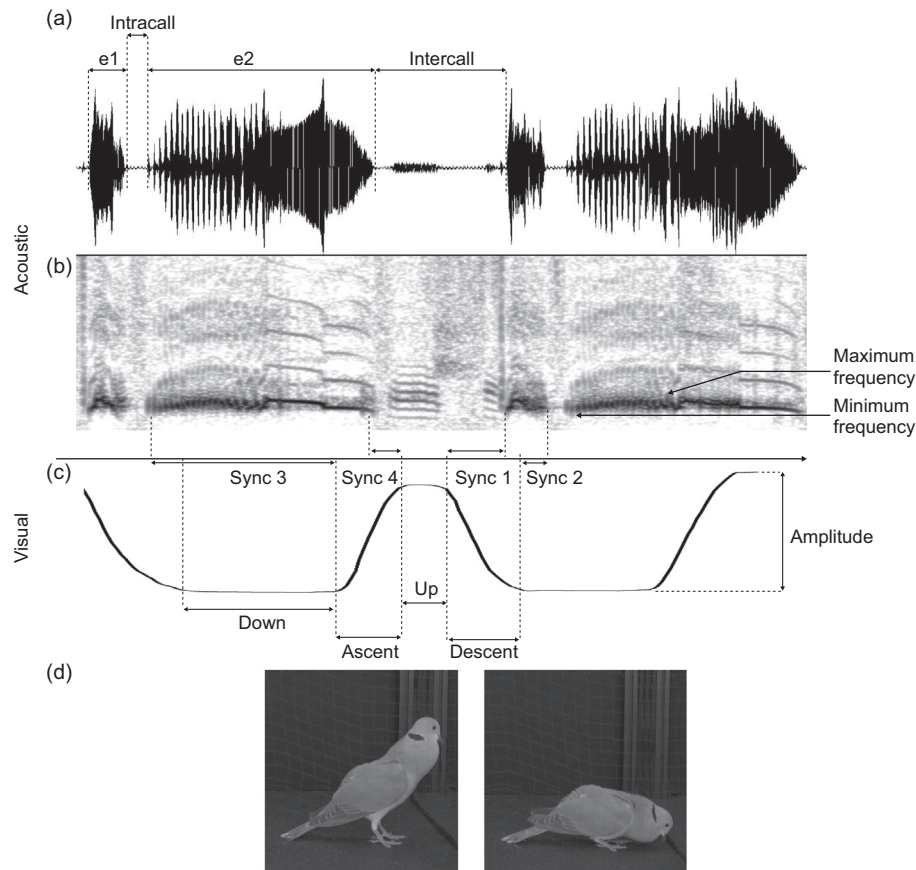 (a)
Intracall
e1
e2
Intercall
Acoustic
(b)
Maximum
frequency
Minimum
frequency
Sync 3
Sync 4
Sync 1
Sync 2
(c)
Visual
Amplitude
Up
Down
Ascent
Descent
(d)